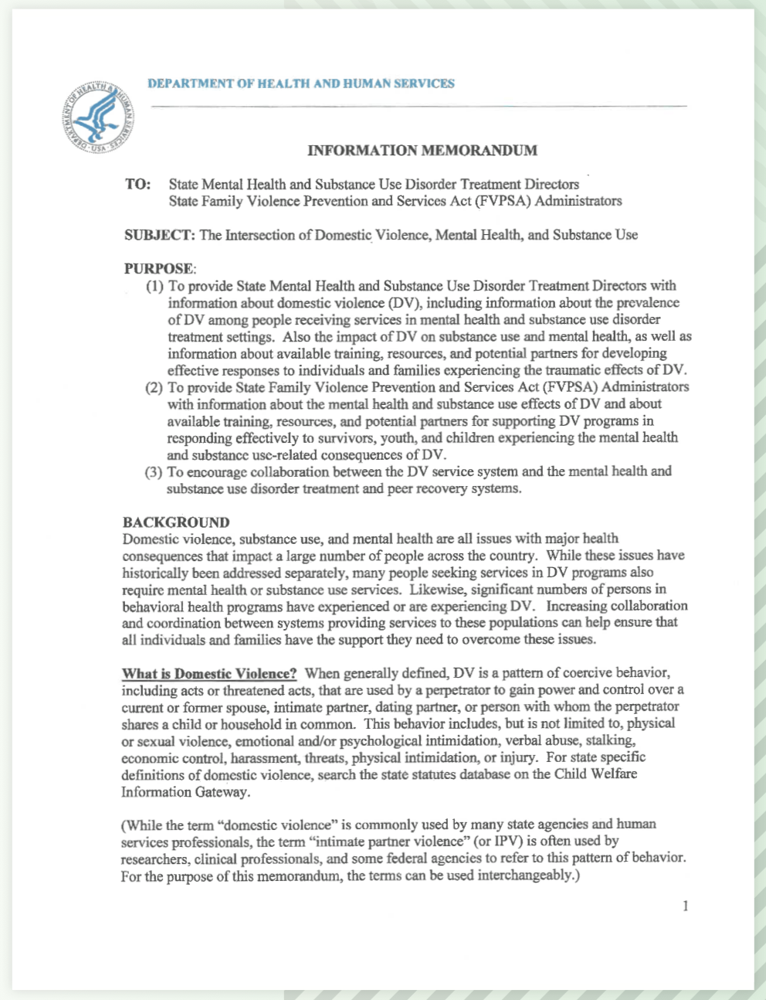 DEPARTMENT OF HEALTH AND HUMAN SERVICES
DEPARTMENT OF HEALTH & HUMAN SERVICES · USA
INFORMATION MEMORANDUM
TO: State Mental Health and Substance Use Disorder Treatment Directors
State Family Violence Prevention and Services Act (FVPSA) Administrators
SUBJECT: The Intersection of Domestic Violence, Mental Health, and Substance Use
PURPOSE:
(1) To provide State Mental Health and Substance Use Disorder Treatment Directors with
information about domestic violence (DV), including information about the prevalence
of DV among people receiving services in mental health and substance use disorder
treatment settings. Also the impact of DV on substance use and mental health, as well as
information about available training, resources, and potential partners for developing
effective responses to individuals and families experiencing the traumatic effects of DV.
(2) To provide State Family Violence Prevention and Services Act (FVPSA) Administrators
with information about the mental health and substance use effects of DV and about
available training, resources, and potential partners for supporting DV programs in
responding effectively to survivors, youth, and children experiencing the mental health
and substance use-related consequences of DV.
(3) To encourage collaboration between the DV service system and the mental health and
substance use disorder treatment and peer recovery systems.
BACKGROUND
Domestic violence, substance use, and mental health are all issues with major health
consequences that impact a large number of people across the country. While these issues have
historically been addressed separately, many people seeking services in DV programs also
require mental health or substance use services. Likewise, significant numbers of persons in
behavioral health programs have experienced or are experiencing DV. Increasing collaboration
and coordination between systems providing services to these populations can help ensure that
all individuals and families have the support they need to overcome these issues.
What is Domestic Violence? When generally defined, DV is a pattern of coercive behavior,
including acts or threatened acts, that are used by a perpetrator to gain power and control over a
current or former spouse, intimate partner, dating partner, or person with whom the perpetrator
shares a child or household in common. This behavior includes, but is not limited to, physical
or sexual violence, emotional and/or psychological intimidation, verbal abuse, stalking,
economic control, harassment, threats, physical intimidation, or injury. For state specific
definitions of domestic violence, search the state statutes database on the Child Welfare
Information Gateway.
(While the term “domestic violence” is commonly used by many state agencies and human
services professionals, the term “intimate partner violence” (or IPV) is often used by
researchers, clinical professionals, and some federal agencies to refer to this pattern of behavior.
For the purpose of this memorandum, the terms can be used interchangeably.)
1